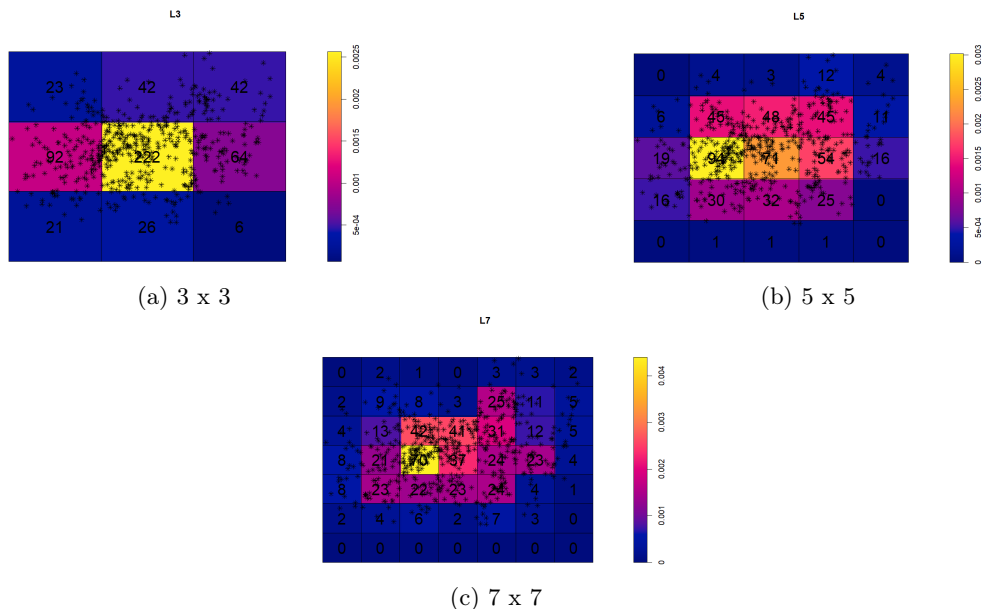 L3
23 42 42
92 222 64
21 26 6
0.0025
0.002
0.0015
0.001
5e-04
(a) 3 x 3
L5
0 4 3 12 4
6 45 48 45 11
19 94 71 54 16
16 30 32 25 0
0 1 1 1 0
0.003
0.0025
0.002
0.0015
0.001
5e-04
0
(b) 5 x 5
L7
0 2 1 0 3 3 2
2 9 8 3 25 11 5
4 13 42 41 31 12 5
8 21 70 37 24 23 4
8 23 22 23 24 4 1
2 4 6 2 7 3 0
0 0 0 0 0 0 0
0.004
0.003
0.002
0.001
0
(c) 7 x 7